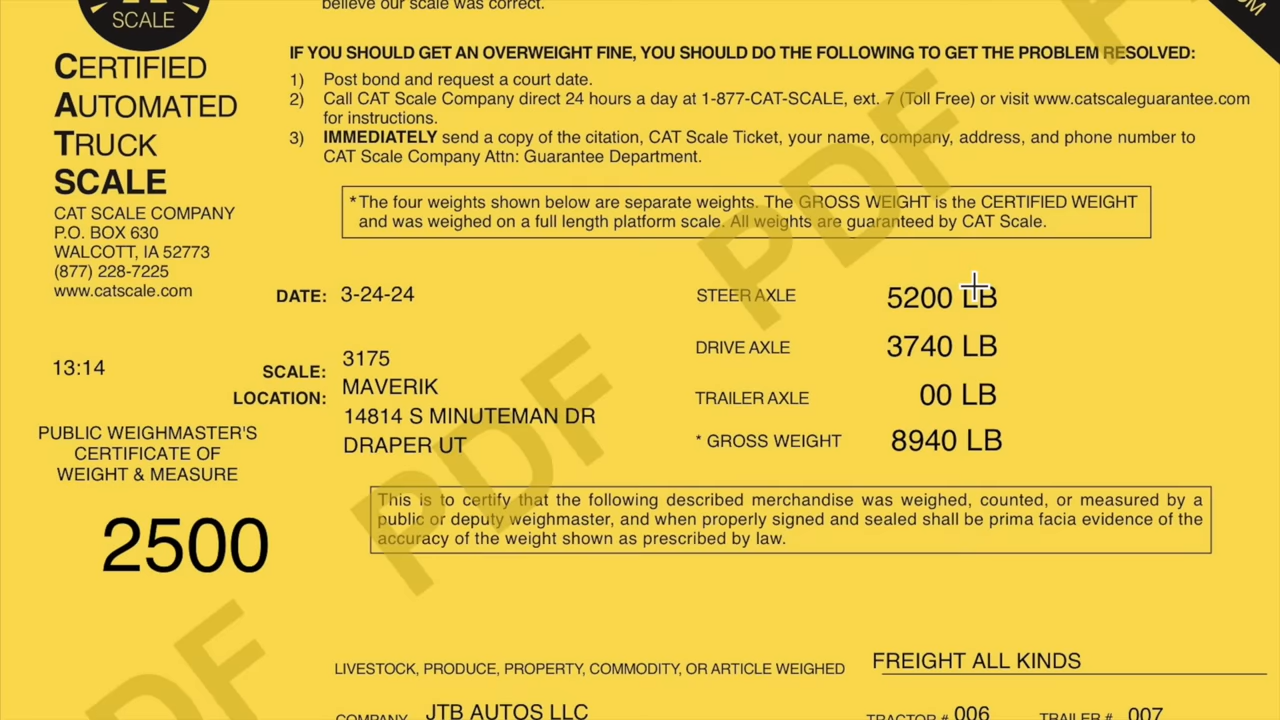 believe our scale was correct.
SCALE
OM
CERTIFIED
AUTOMATED
TRUCK
SCALE
CAT SCALE COMPANY
P.O. BOX 630
WALCOTT, IA 52773
(877) 228-7225
www.catscale.com
IF YOU SHOULD GET AN OVERWEIGHT FINE, YOU SHOULD DO THE FOLLOWING TO GET THE PROBLEM RESOLVED:
1) Post bond and request a court date.
2) Call CAT Scale Company direct 24 hours a day at 1-877-CAT-SCALE, ext. 7 (Toll Free) or visit www.catscaleguarantee.com
for instructions.
3) IMMEDIATELY send a copy of the citation, CAT Scale Ticket, your name, company, address, and phone number to
CAT Scale Company Attn: Guarantee Department.
*The four weights shown below are separate weights. The GROSS WEIGHT is the CERTIFIED WEIGHT
and was weighed on a full length platform scale. All weights are guaranteed by CAT Scale.
DATE: 3-24-24
STEER AXLE 5200 LB
DRIVE AXLE 3740 LB
TRAILER AXLE 00 LB
* GROSS WEIGHT 8940 LB
13:14
SCALE: 3175
LOCATION: MAVERIK
14814 S MINUTEMAN DR
DRAPER UT
PUBLIC WEIGHMASTER'S
CERTIFICATE OF
WEIGHT & MEASURE
2500
This is to certify that the following described merchandise was weighed, counted, or measured by a
public or deputy weighmaster, and when properly signed and sealed shall be prima facia evidence of the
accuracy of the weight shown as prescribed by law.
LIVESTOCK, PRODUCE, PROPERTY, COMMODITY, OR ARTICLE WEIGHED FREIGHT ALL KINDS
COMPANY JTB AUTOS LLC TRACTOR # 006 TRAILER # 007
PDF
PDF
PDF